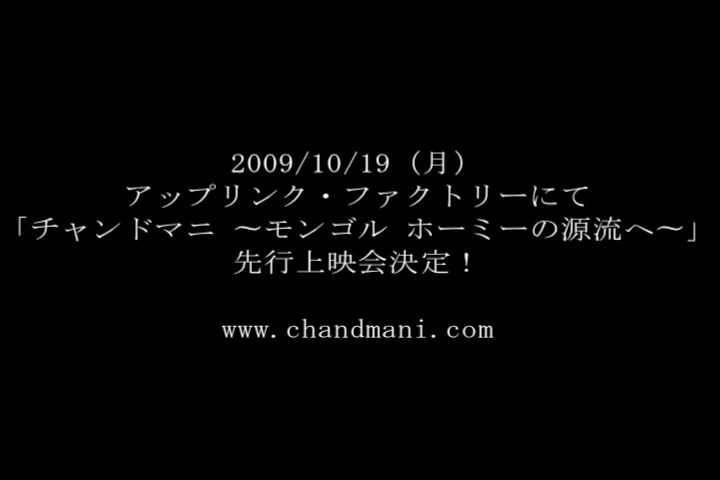 2009/10/19 (月)
アップリンク・ファクトリーにて
「チャンドマニ ～モンゴル ホーミーの源流へ～」
先行上映会決定！
www.chandmani.com